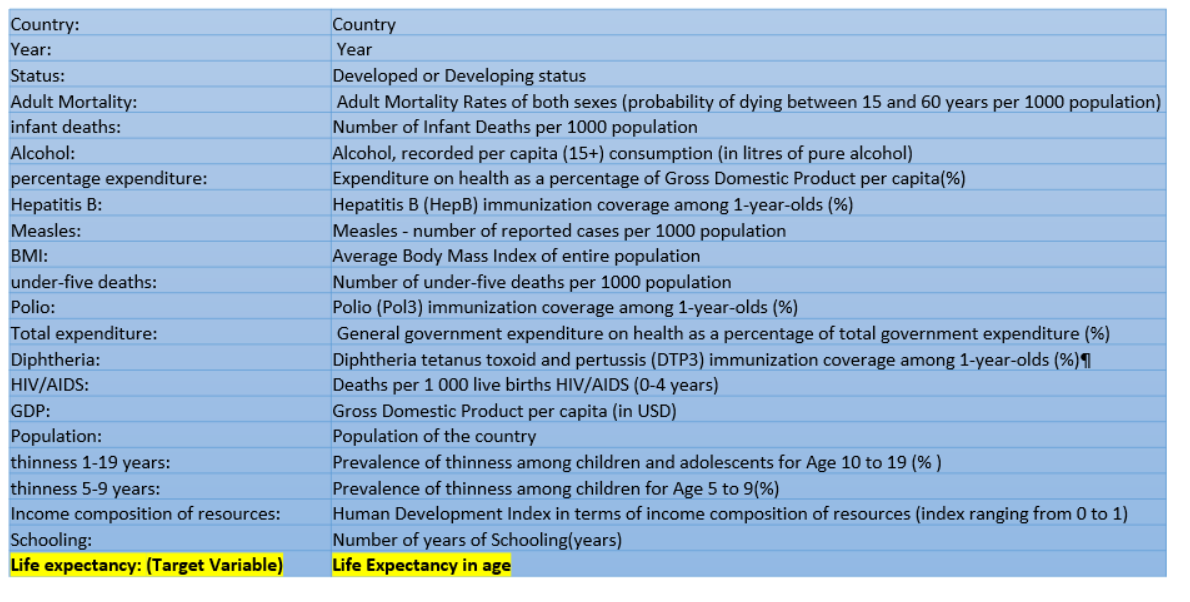 Country: Country
Year: Year
Status: Developed or Developing status
Adult Mortality: Adult Mortality Rates of both sexes (probability of dying between 15 and 60 years per 1000 population)
infant deaths: Number of Infant Deaths per 1000 population
Alcohol: Alcohol, recorded per capita (15+) consumption (in litres of pure alcohol)
percentage expenditure: Expenditure on health as a percentage of Gross Domestic Product per capita(%)
Hepatitis B: Hepatitis B (HepB) immunization coverage among 1-year-olds (%)
Measles: Measles - number of reported cases per 1000 population
BMI: Average Body Mass Index of entire population
under-five deaths: Number of under-five deaths per 1000 population
Polio: Polio (Pol3) immunization coverage among 1-year-olds (%)
Total expenditure: General government expenditure on health as a percentage of total government expenditure (%)
Diphtheria: Diphtheria tetanus toxoid and pertussis (DTP3) immunization coverage among 1-year-olds (%)¶
HIV/AIDS: Deaths per 1 000 live births HIV/AIDS (0-4 years)
GDP: Gross Domestic Product per capita (in USD)
Population: Population of the country
thinness 1-19 years: Prevalence of thinness among children and adolescents for Age 10 to 19 (% )
thinness 5-9 years: Prevalence of thinness among children for Age 5 to 9(%)
Income composition of resources: Human Development Index in terms of income composition of resources (index ranging from 0 to 1)
Schooling: Number of years of Schooling(years)
Life expectancy: (Target Variable) Life Expectancy in age